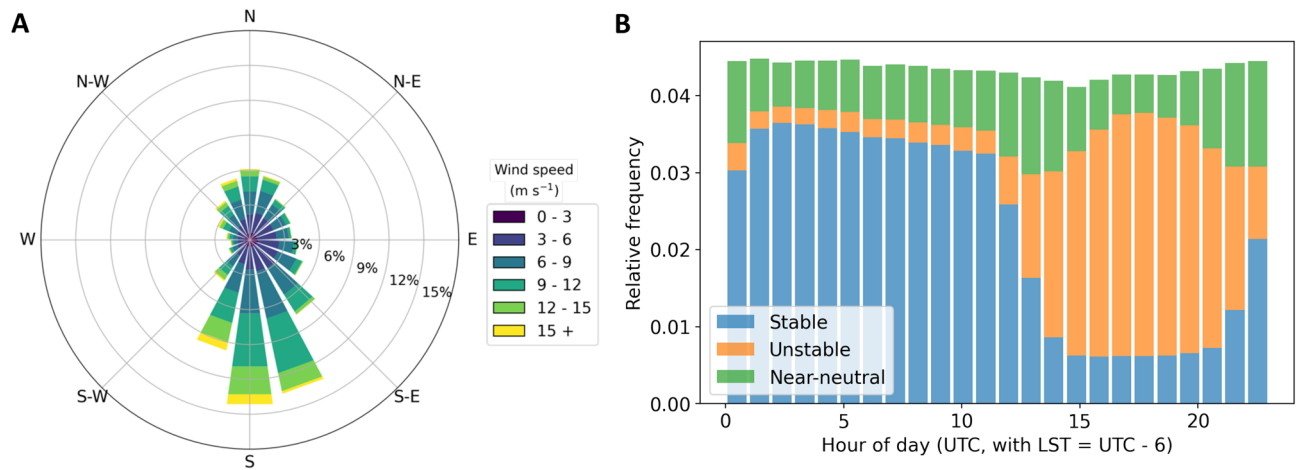 A
N
N-W
N-E
W
E
3%
6%
9%
12%
15%
S-W
S-E
S
Wind speed
(m s⁻¹)
0 - 3
3 - 6
6 - 9
9 - 12
12 - 15
15 +
B
Relative frequency
0.04
0.03
0.02
0.01
0.00
Stable
Unstable
Near-neutral
0 5 10 15 20
Hour of day (UTC, with LST = UTC - 6)